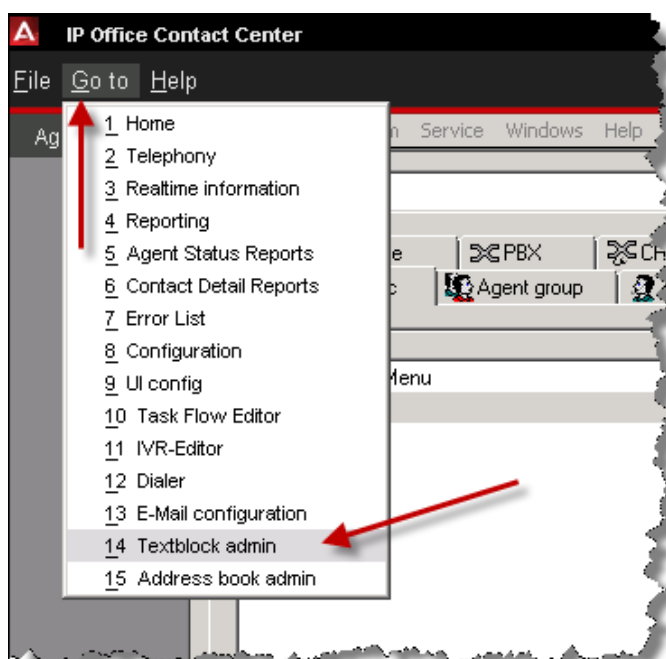 IP Office Contact Center
File Go to Help
Ag
Service Windows Help
1 Home
2 Telephony
3 Realtime information
4 Reporting
5 Agent Status Reports
6 Contact Detail Reports
7 Error List
8 Configuration
9 UI config
10 Task Flow Editor
11 IVR-Editor
12 Dialer
13 E-Mail configuration
14 Textblock admin
15 Address book admin
PBX
Agent group
Menu